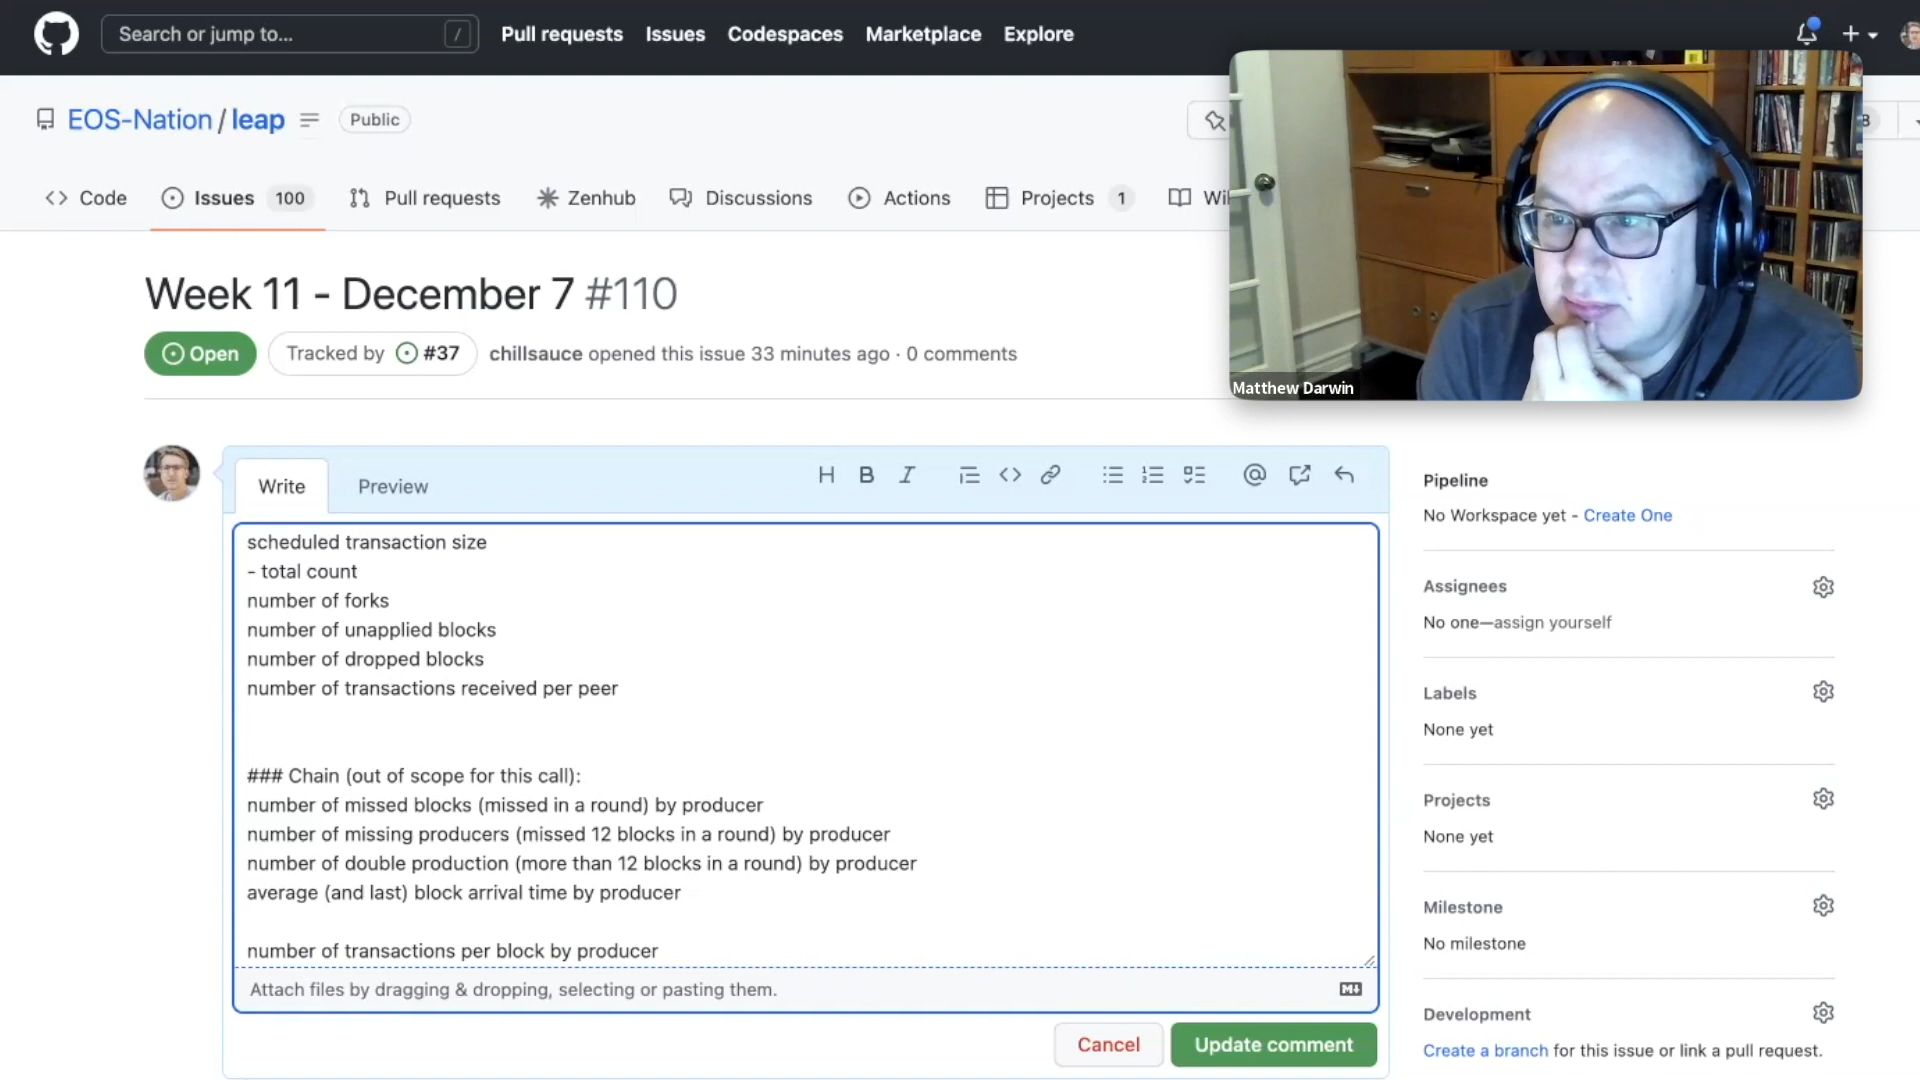 Search or jump to... /
Pull requests Issues Codespaces Marketplace Explore
EOS-Nation / leap Public
Code Issues 100 Pull requests Zenhub Discussions Actions Projects 1
Week 11 - December 7 #110
Open Tracked by #37 chillsauce opened this issue 33 minutes ago · 0 comments
Matthew Darwin
Write Preview
scheduled transaction size
- total count
number of forks
number of unapplied blocks
number of dropped blocks
number of transactions received per peer
### Chain (out of scope for this call):
number of missed blocks (missed in a round) by producer
number of missing producers (missed 12 blocks in a round) by producer
number of double production (more than 12 blocks in a round) by producer
average (and last) block arrival time by producer
number of transactions per block by producer
Attach files by dragging & dropping, selecting or pasting them.
Cancel Update comment
Pipeline
No Workspace yet - Create One
Assignees
No one—assign yourself
Labels
None yet
Projects
None yet
Milestone
No milestone
Development
Create a branch for this issue or link a pull request.